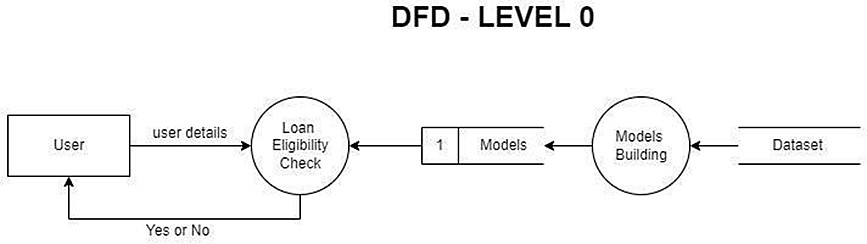 DFD - LEVEL 0
User
user details
Loan
Eligibility
Check
1
Models
Models
Building
Dataset
Yes or No